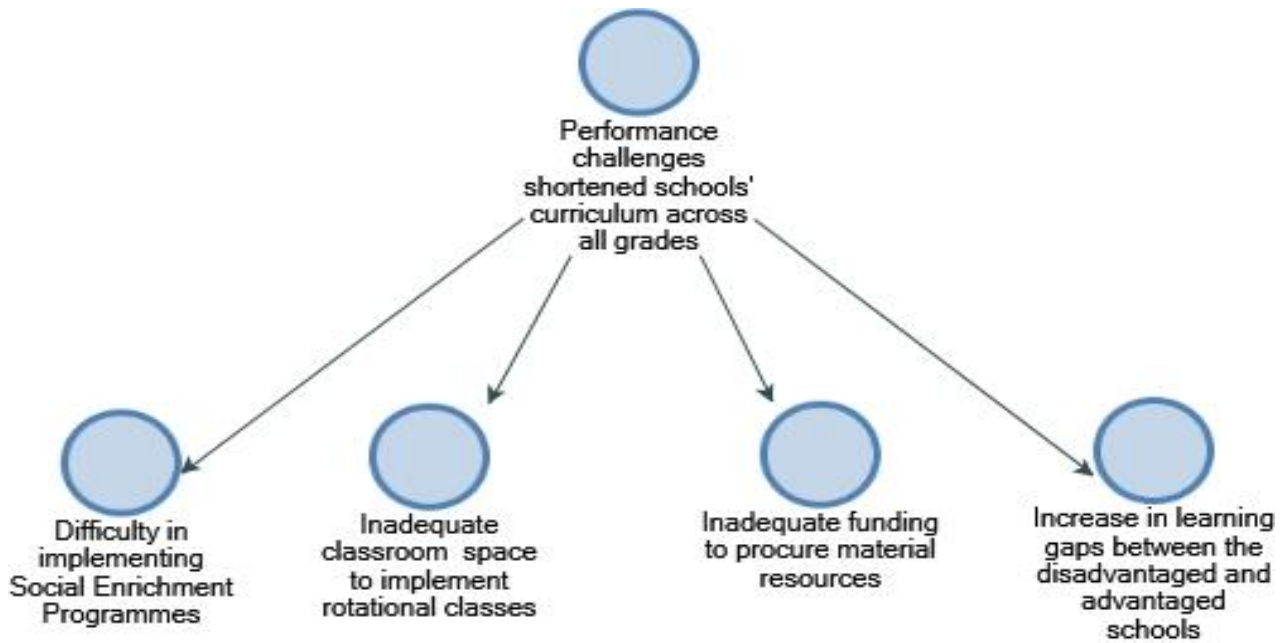 Performance
challenges
shortened schools'
curriculum across
all grades
Difficulty in
implementing
Social Enrichment
Programmes
Inadequate
classroom space
to implement
rotational classes
Inadequate funding
to procure material
resources
Increase in learning
gaps between the
disadvantaged and
advantaged
schools